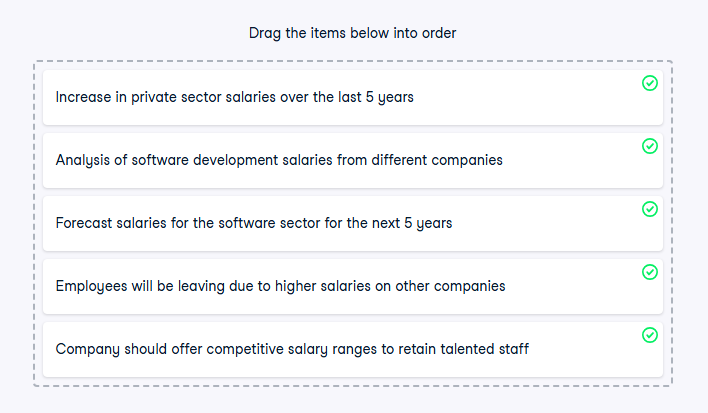 Drag the items below into order
Increase in private sector salaries over the last 5 years
Analysis of software development salaries from different companies
Forecast salaries for the software sector for the next 5 years
Employees will be leaving due to higher salaries on other companies
Company should offer competitive salary ranges to retain talented staff